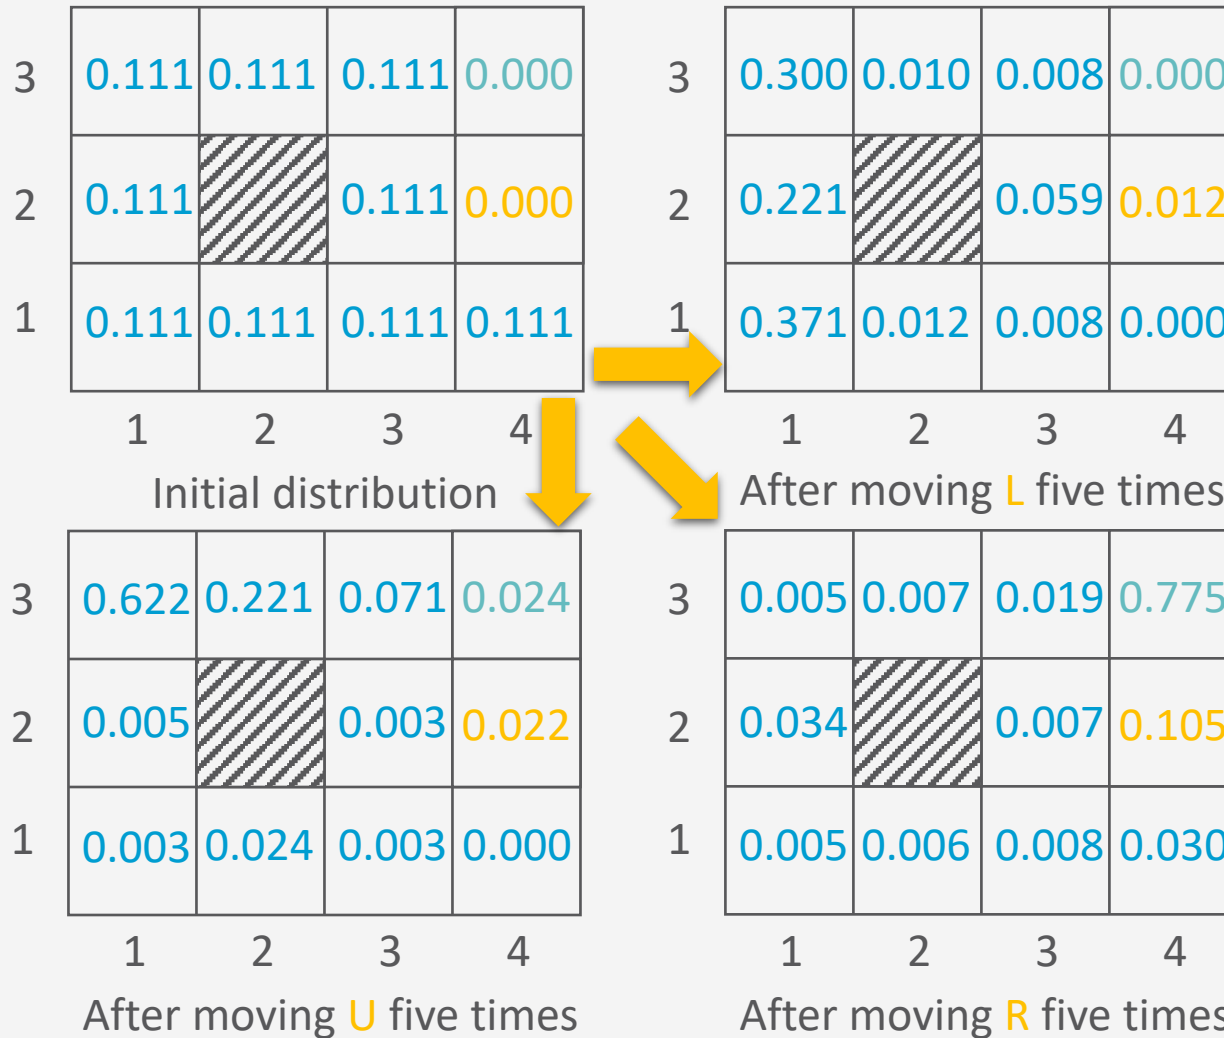 3 0.111 0.111 0.111 0.000
2 0.111 0.111 0.000
1 0.111 0.111 0.111 0.111
1 2 3 4
Initial distribution
3 0.300 0.010 0.008 0.000
2 0.221 0.059 0.012
1 0.371 0.012 0.008 0.000
1 2 3 4
After moving L five times
3 0.622 0.221 0.071 0.024
2 0.005 0.003 0.022
1 0.003 0.024 0.003 0.000
1 2 3 4
After moving U five times
3 0.005 0.007 0.019 0.775
2 0.034 0.007 0.105
1 0.005 0.006 0.008 0.030
1 2 3 4
After moving R five times